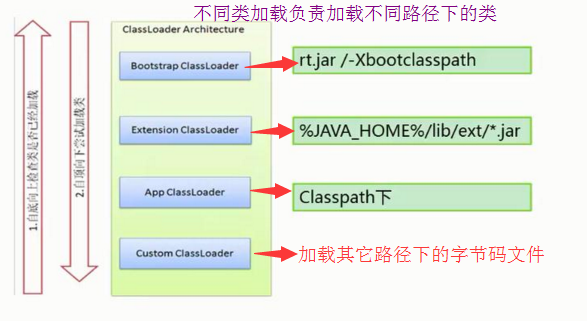 不同类加载负责加载不同路径下的类
ClassLoader Architecture
Bootstrap ClassLoader
rt.jar /-Xbootclasspath
Extension ClassLoader
%JAVA_HOME%/lib/ext/*.jar
App ClassLoader
Classpath下
Custom ClassLoader
加载其它路径下的字节码文件
1.自底向上检查类是否已经加载
2.自顶向下尝试加载类